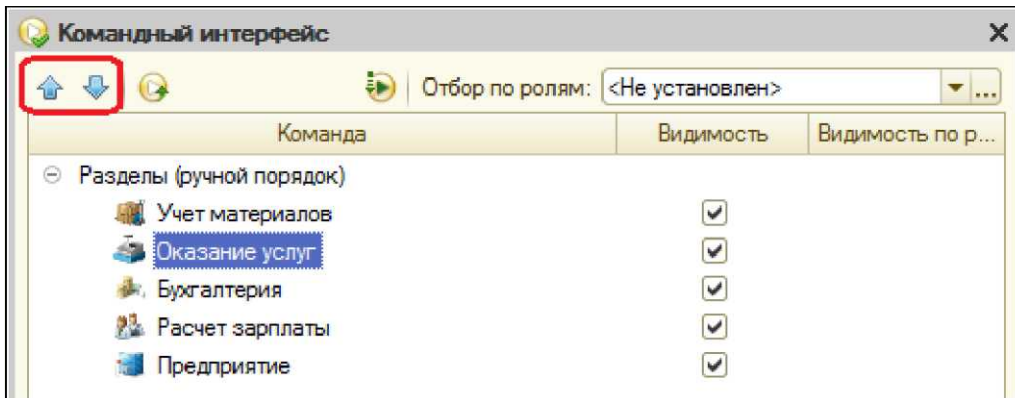 Командный интерфейс
Отбор по ролям: <Не установлен>
Команда Видимость Видимость по р...
Разделы (ручной порядок)
Учет материалов
Оказание услуг
Бухгалтерия
Расчет зарплаты
Предприятие